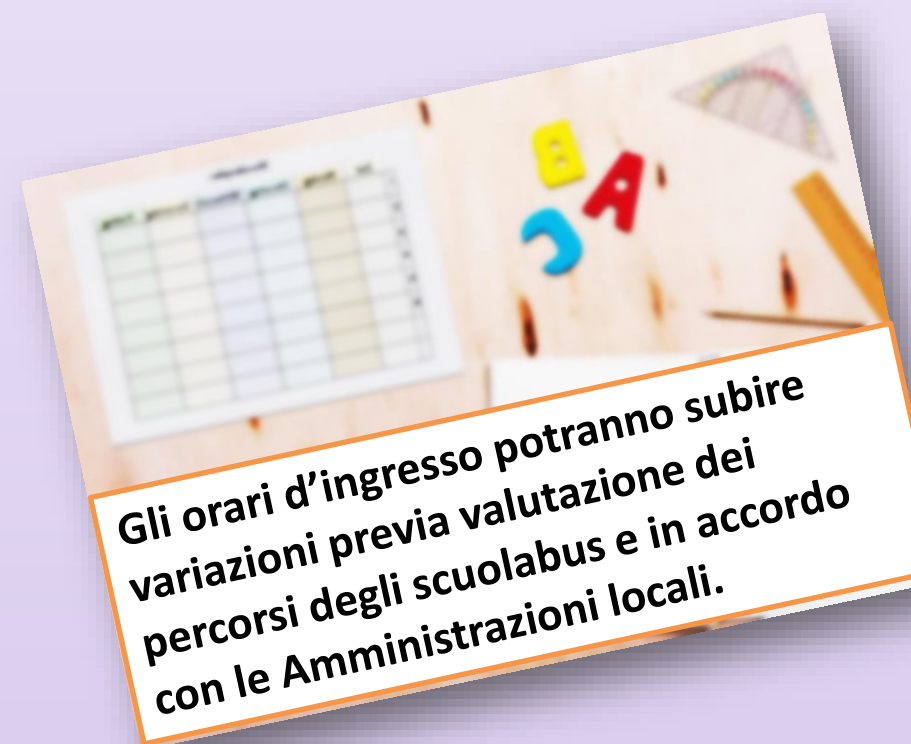 B
A
C
Gli orari d’ingresso potranno subire
variazioni previa valutazione dei
percorsi degli scuolabus e in accordo
con le Amministrazioni locali.